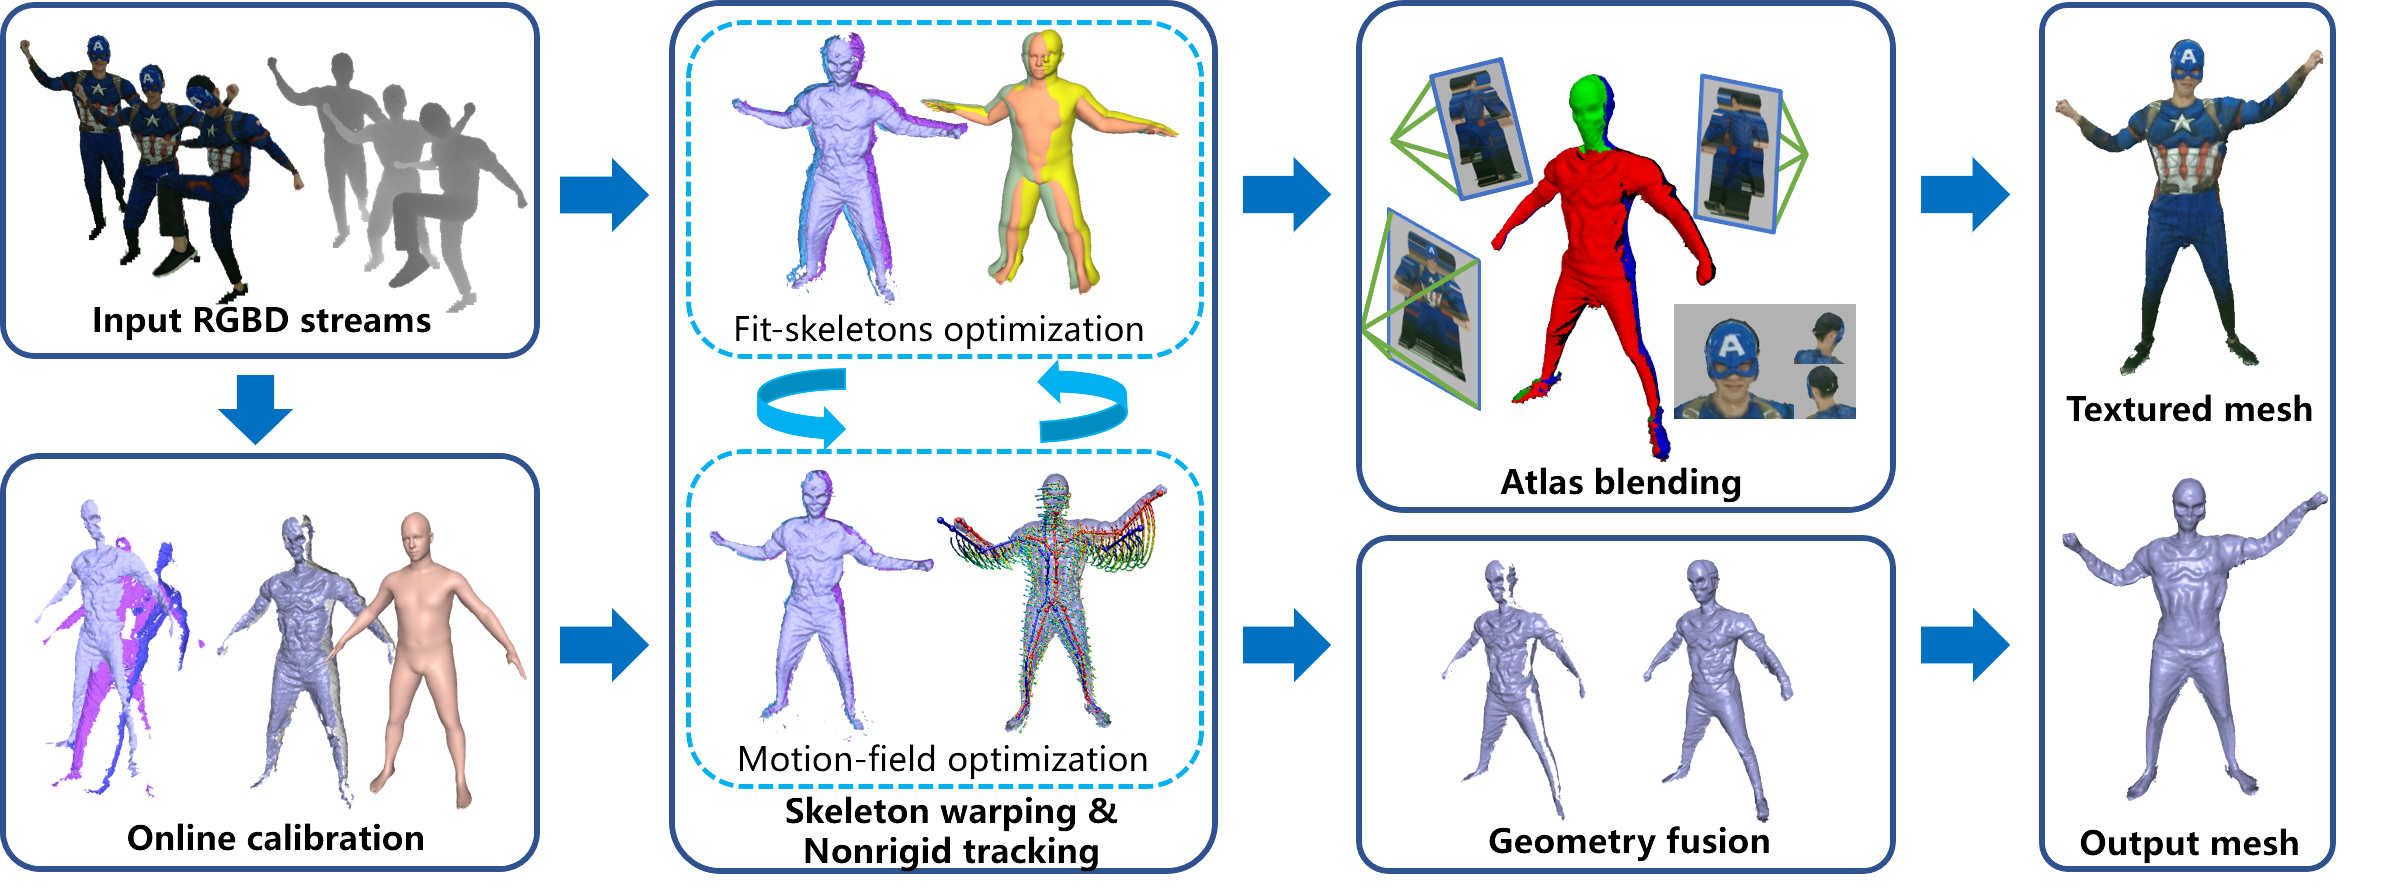 Input RGBD streams
Online calibration
Fit-skeletons optimization
Motion-field optimization
Skeleton warping &
Nonrigid tracking
Atlas blending
Geometry fusion
Textured mesh
Output mesh